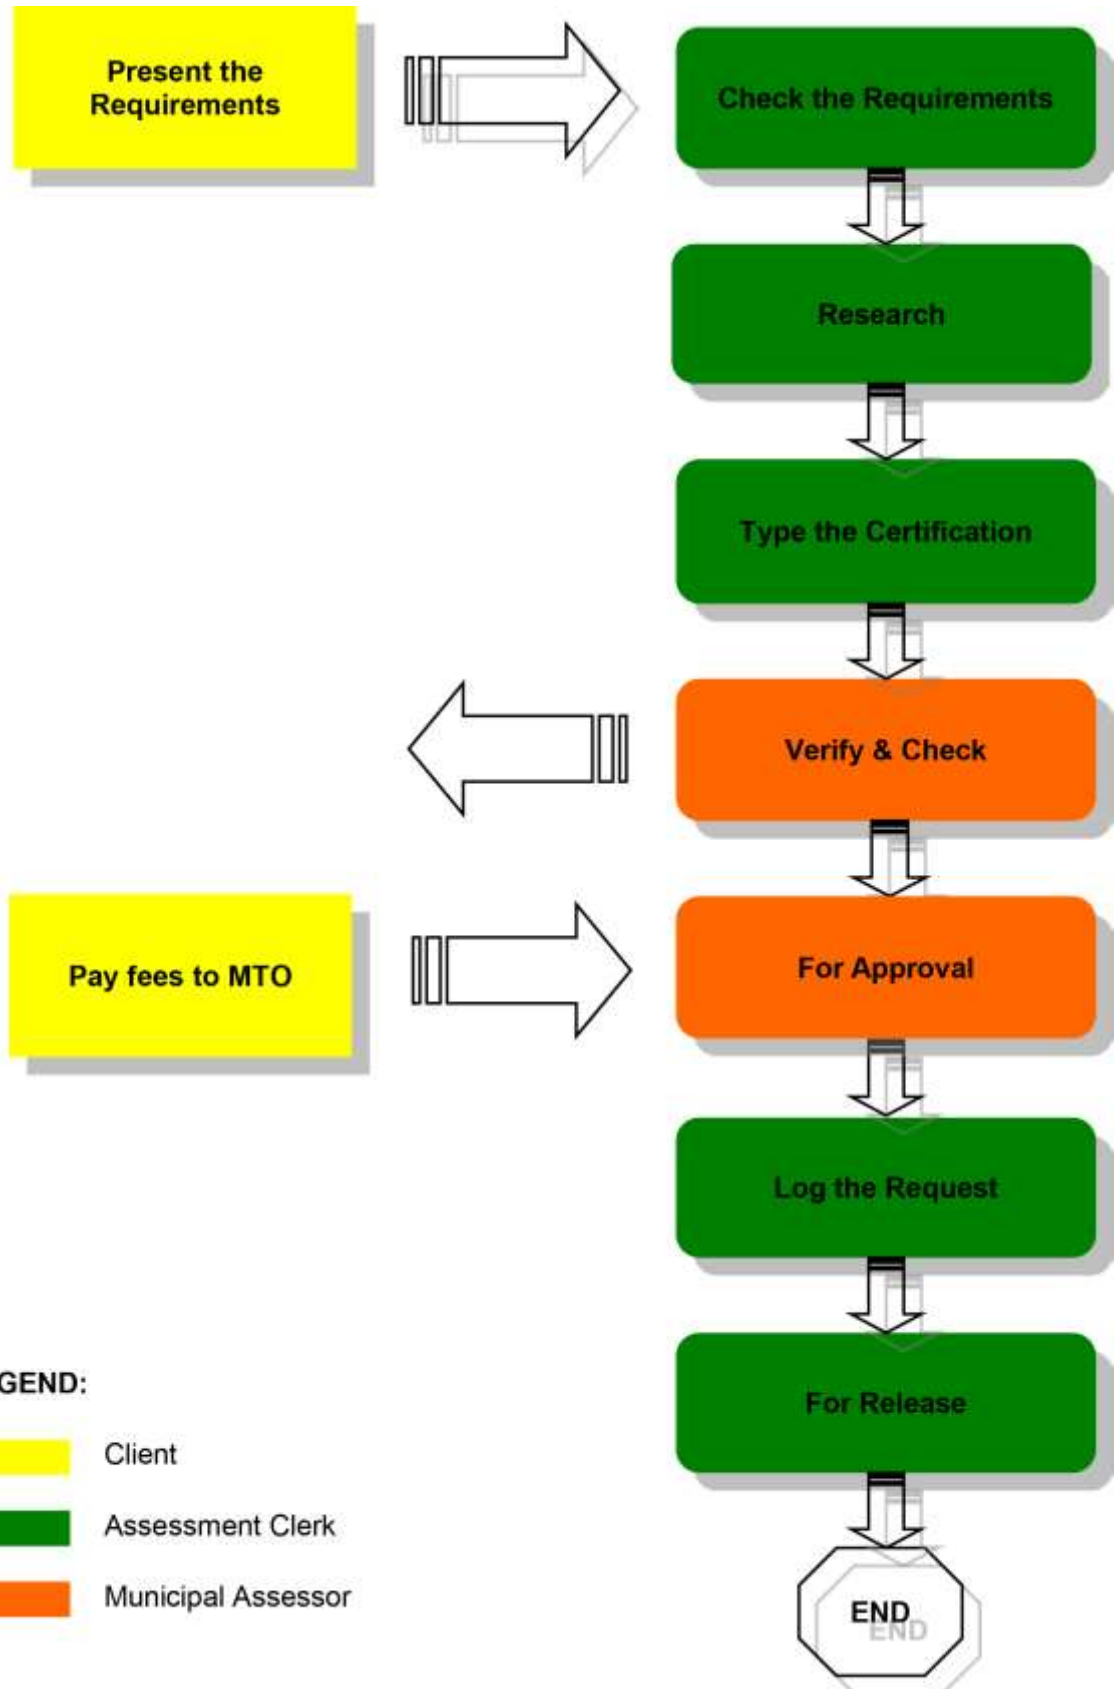 Present the
Requirements
Check the Requirements
Research
Type the Certification
Verify & Check
Pay fees to MTO
For Approval
Log the Request
For Release
GEND:
Client
Assessment Clerk
Municipal Assessor
END
END